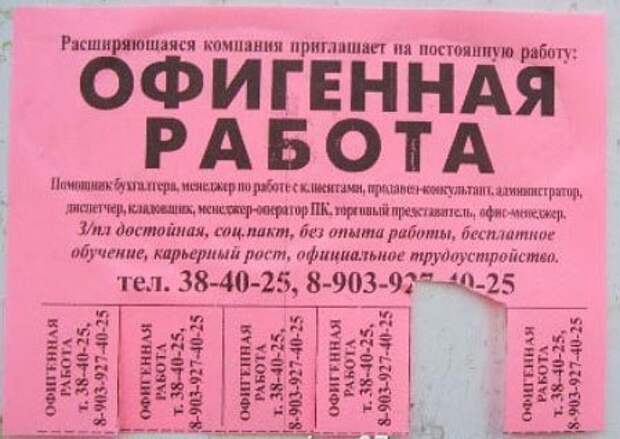 Расширяющаяся компания приглашает на постоянную работу:
ОФИГЕННАЯ
РАБОТА
Помощник бухгалтера, менеджер по работе с клиентами, продавец-консультант, администратор,
диспетчер, кладовщик, менеджер-оператор ПК, торговый представитель, офис-менеджер.
З/пл достойная, соц.пакт, без опыта работы, бесплатное
обучение, карьерный рост, официальное трудоустройство.
тел. 38-40-25, 8-903-927-40-25
ОФИГЕННАЯ
РАБОТА
т. 38-40-25,
8-903-927-40-25
ОФИГЕННАЯ
РАБОТА
т. 38-40-25,
8-903-927-40-25
ОФИГЕННАЯ
РАБОТА
т. 38-40-25,
8-903-927-40-25
ОФИГЕННАЯ
РАБОТА
т. 38-40-25,
8-903-927-40-25
ОФИГЕННАЯ
РАБОТА
т. 38-40-25,
8-903-927-40-25